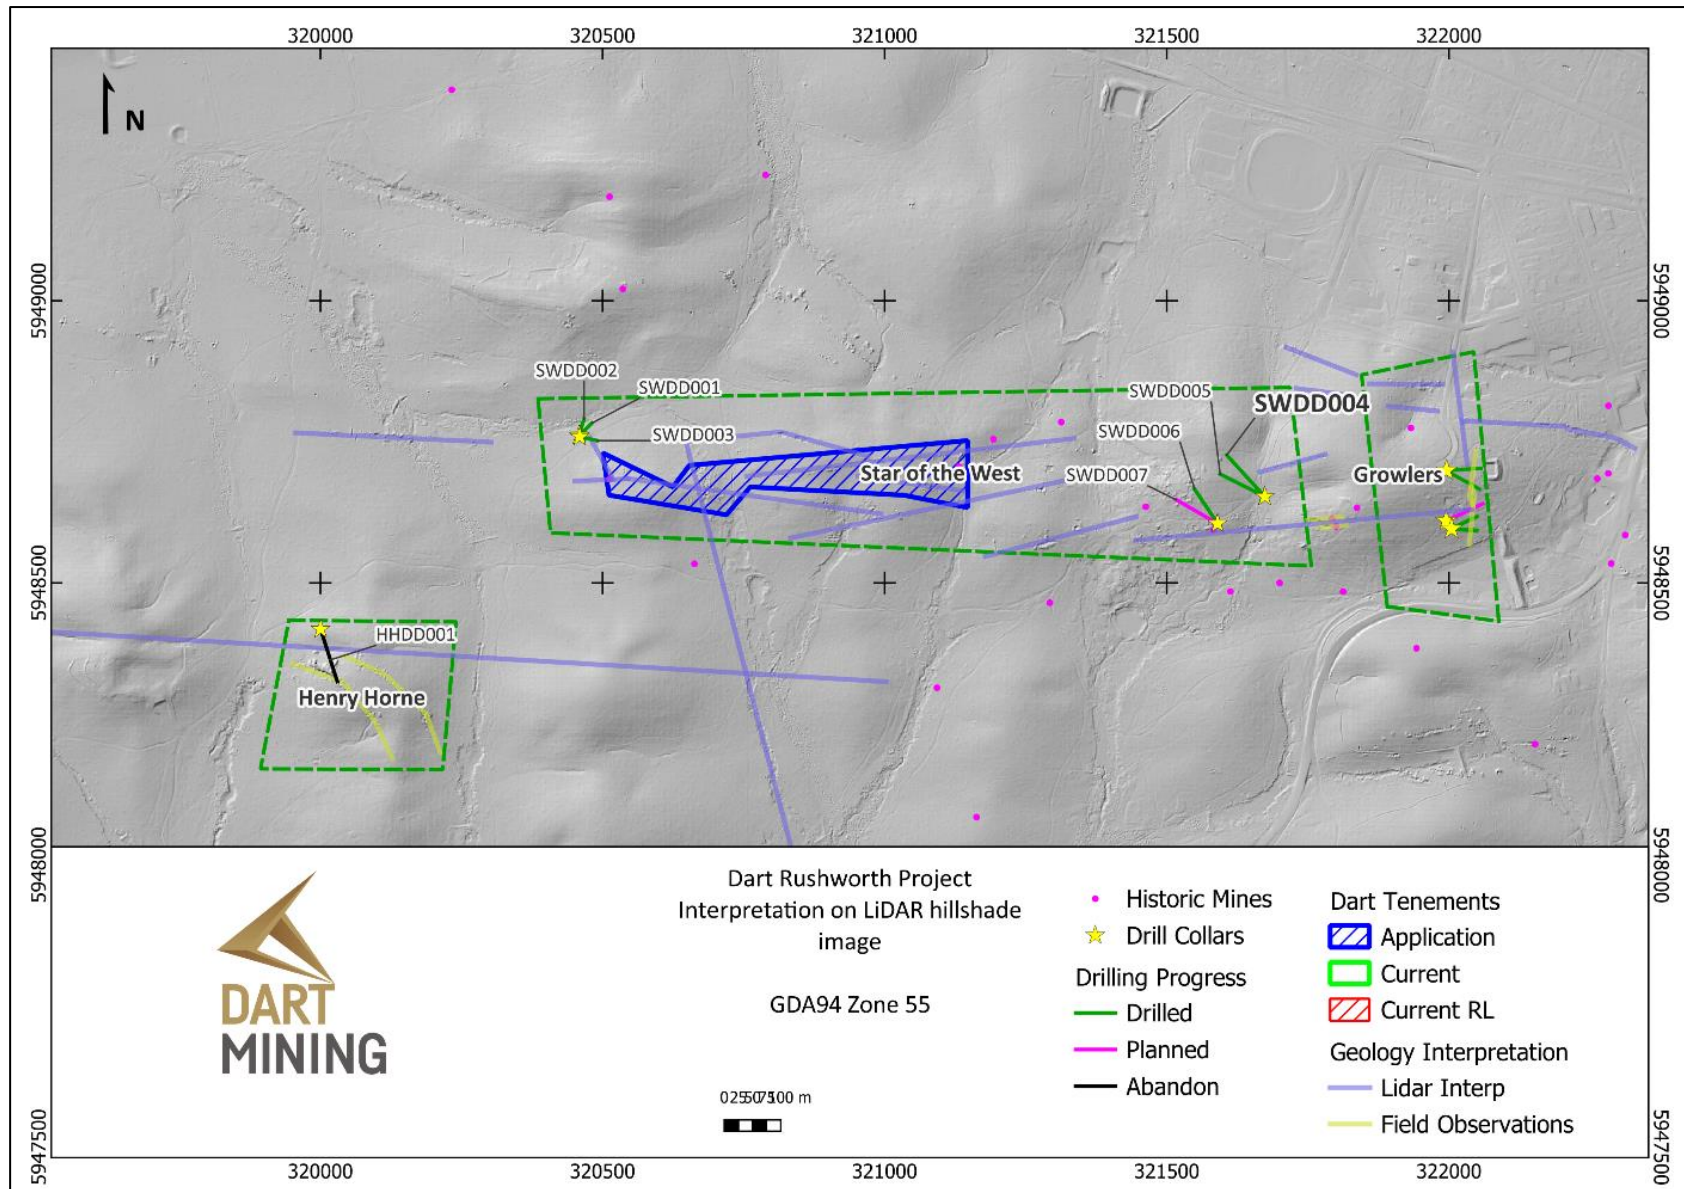 320000 320500 321000 321500 322000
N
5949000
5949000
SWDD002
SWDD001
SWDD003
SWDD005
SWDD004
SWDD006
SWDD007
Star of the West
Growlers
5948500
5948500
HHDD001
Henry Horne
5948000
5948000
DART
MINING
Dart Rushworth Project
Interpretation on LiDAR hillshade
image
GDA94 Zone 55
100 m
Historic Mines
Drill Collars
Drilling Progress
Drilled
Planned
Abandon
Dart Tenements
Application
Current
Current RL
Geology Interpretation
Lidar Interp
Field Observations
5947500
5947500
320000 320500 321000 321500 322000